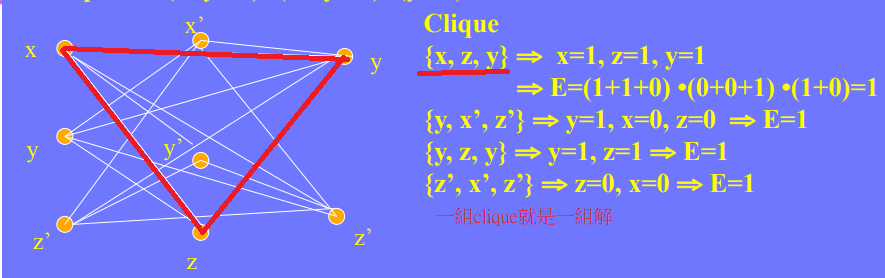 Clique
{x, z, y} ⇒ x=1, z=1, y=1
⇒ E=(1+1+0) •(0+0+1) •(1+0)=1
{y, x’, z’} ⇒ y=1, x=0, z=0 ⇒ E=1
{y, z, y} ⇒ y=1, z=1 ⇒ E=1
{z’, x’, z’} ⇒ z=0, x=0 ⇒ E=1
一組clique就是一組解
x’
x
y
y
y’
z’
z’
z